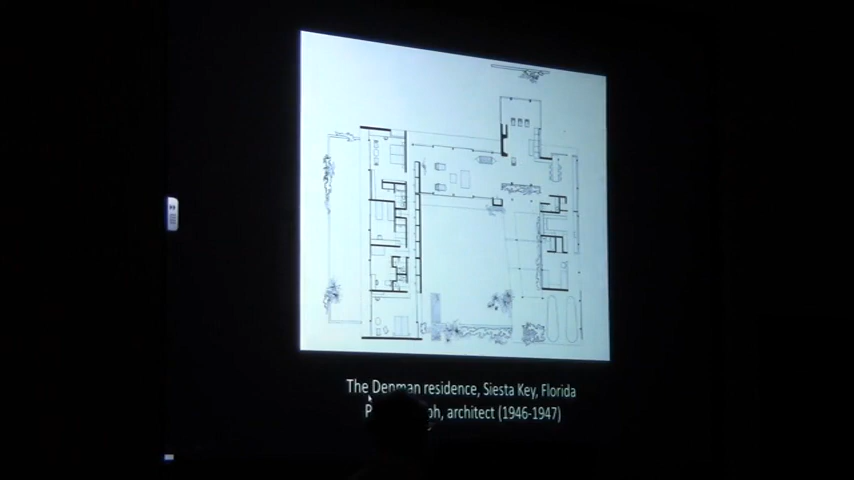 The Denman residence, Siesta Key, Florida
architect (1946-1947)